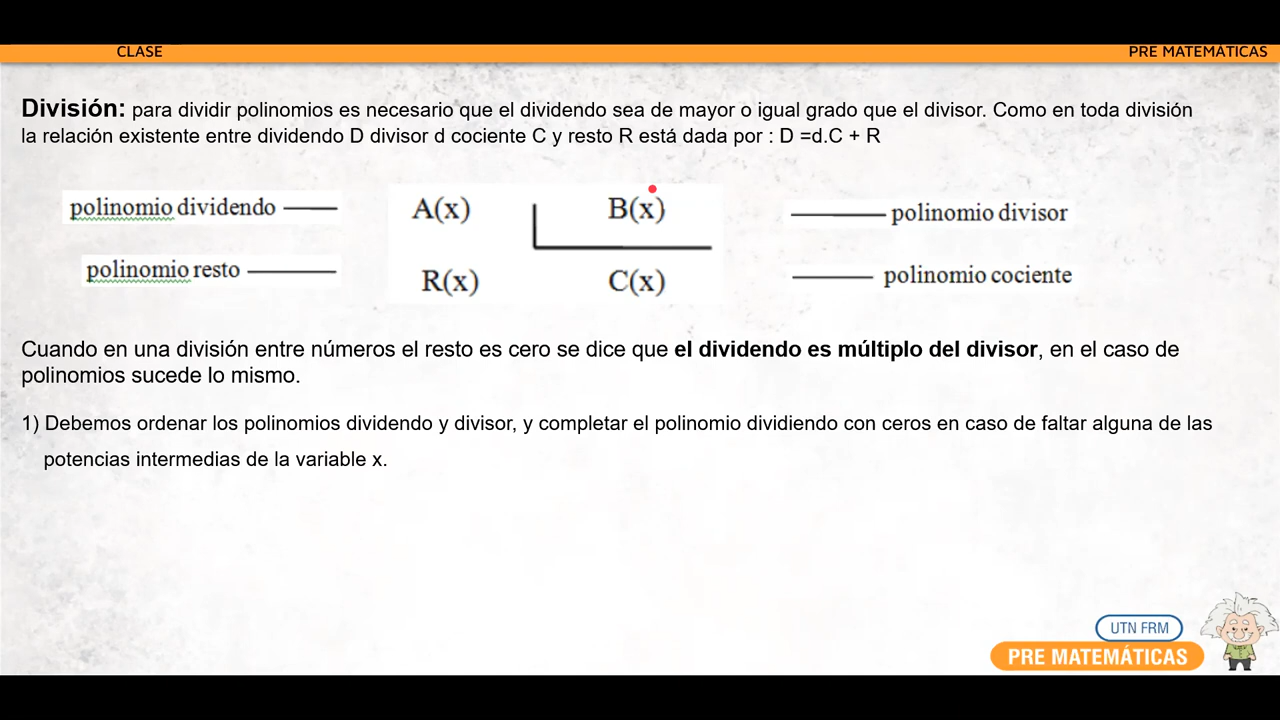 CLASE
PRE MATEMÁTICAS
División: para dividir polinomios es necesario que el dividendo sea de mayor o igual grado que el divisor. Como en toda división
la relación existente entre dividendo D divisor d cociente C y resto R está dada por : D =d.C + R
polinomio dividendo
A(x)
B(x)
polinomio divisor
polinomio resto
R(x)
C(x)
polinomio cociente
Cuando en una división entre números el resto es cero se dice que el dividendo es múltiplo del divisor, en el caso de
polinomios sucede lo mismo.
1) Debemos ordenar los polinomios dividendo y divisor, y completar el polinomio dividiendo con ceros en caso de faltar alguna de las
potencias intermedias de la variable x.
UTN FRM
PRE MATEMÁTICAS